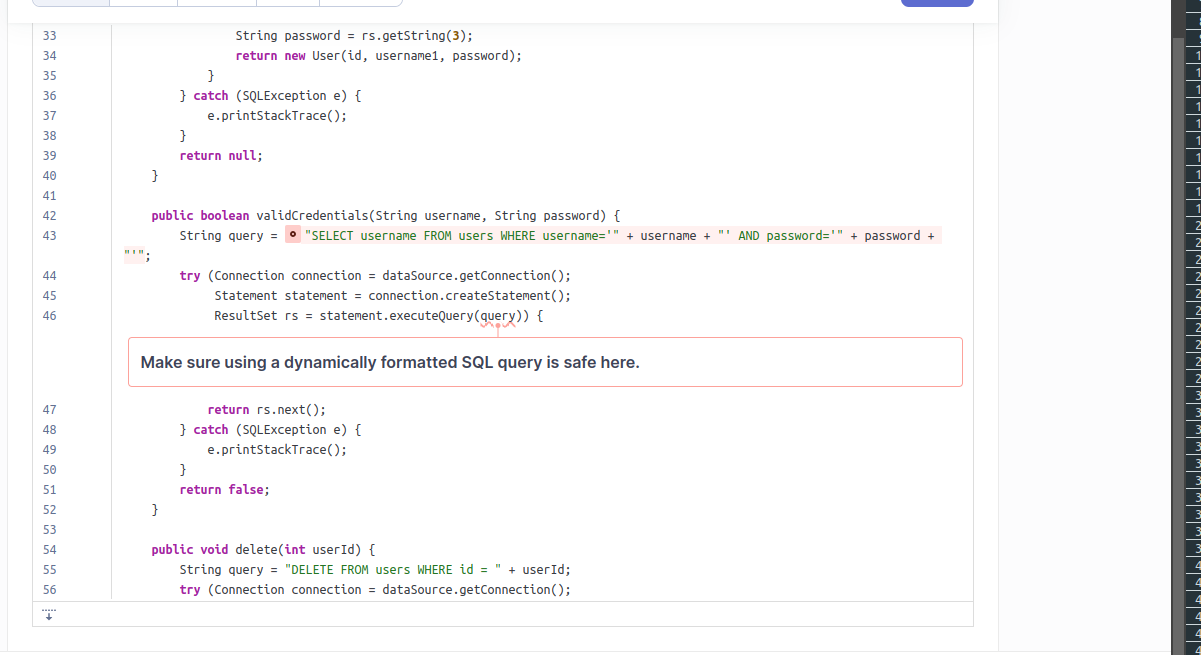 33 String password = rs.getString(3);
34 return new User(id, username1, password);
35 }
36 } catch (SQLException e) {
37 e.printStackTrace();
38 }
39 return null;
40 }
41
42 public boolean validCredentials(String username, String password) {
43 String query = "SELECT username FROM users WHERE username='" + username + "' AND password='" + password +
"'";
44 try (Connection connection = dataSource.getConnection();
45 Statement statement = connection.createStatement();
46 ResultSet rs = statement.executeQuery(query)) {
Make sure using a dynamically formatted SQL query is safe here.
47 return rs.next();
48 } catch (SQLException e) {
49 e.printStackTrace();
50 }
51 return false;
52 }
53
54 public void delete(int userId) {
55 String query = "DELETE FROM users WHERE id = " + userId;
56 try (Connection connection = dataSource.getConnection();